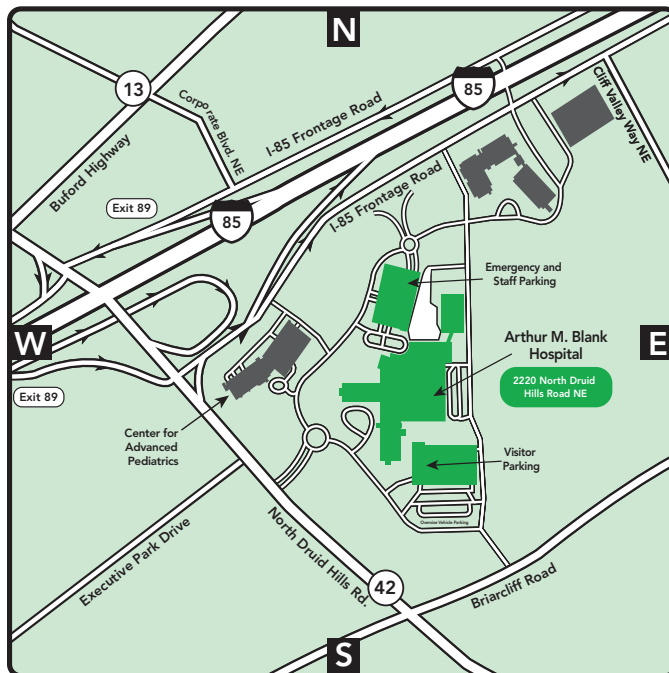 N
13
Corporate Blvd. NE
I-85 Frontage Road
85
Cliff Valley Way NE
Buford Highway
Exit 89
85
I-85 Frontage Road
Emergency and
Staff Parking
W
E
Arthur M. Blank
Hospital
2220 North Druid
Hills Road NE
Exit 89
Center for
Advanced
Pediatrics
Visitor
Parking
Oversize Vehicle Parking
Executive Park Drive
North Druid Hills Rd.
42
Briarcliff Road
S